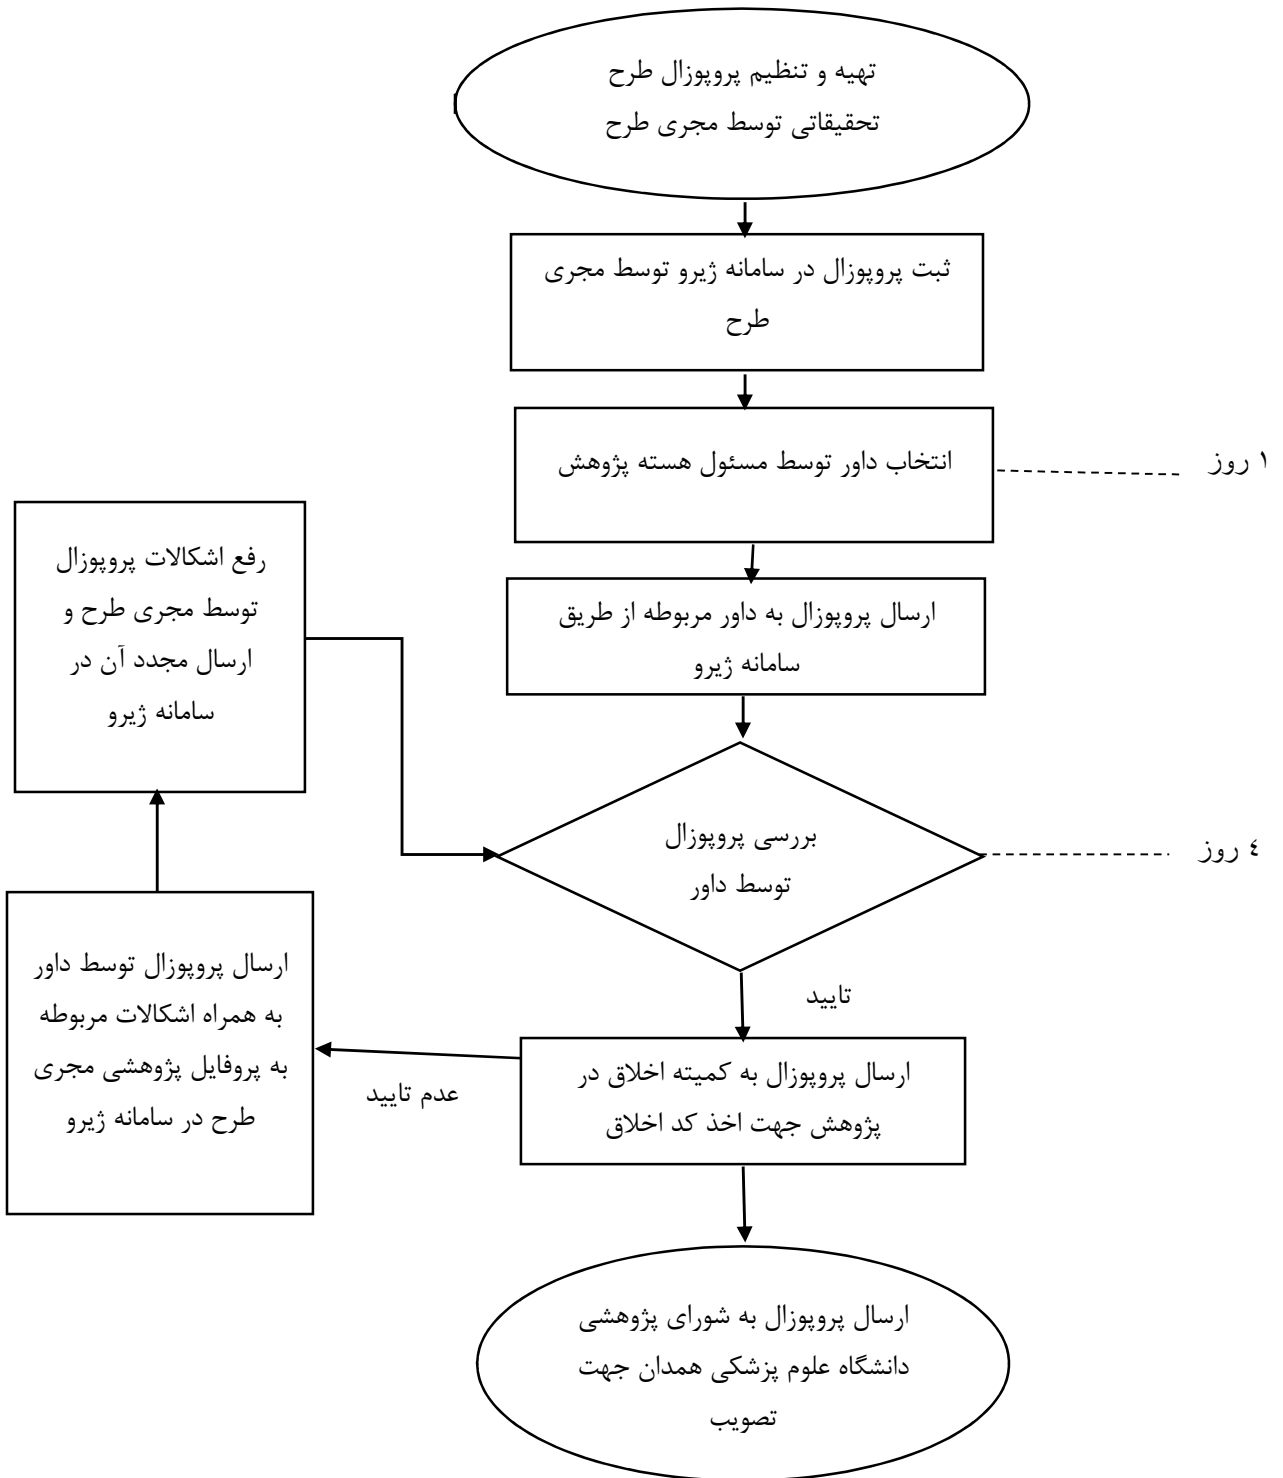 تهیه و تنظیم پروپوزال طرح
تحقیقاتی توسط مجری طرح
ثبت پروپوزال در سامانه ژیرو توسط مجری
طرح
انتخاب داور توسط مسئول هسته پژوهش
١ روز
ارسال پروپوزال به داور مربوطه از طریق
سامانه ژیرو
رفع اشکالات پروپوزال
توسط مجری طرح و
ارسال مجدد آن در
سامانه ژیرو
بررسی پروپوزال
توسط داور
٤ روز
تایید
ارسال پروپوزال به کمیته اخلاق در
پژوهش جهت اخذ کد اخلاق
عدم تایید
ارسال پروپوزال توسط داور
به همراه اشکالات مربوطه
به پروفایل پژوهشی مجری
طرح در سامانه ژیرو
ارسال پروپوزال به شورای پژوهشی
دانشگاه علوم پزشکی همدان جهت
تصویب